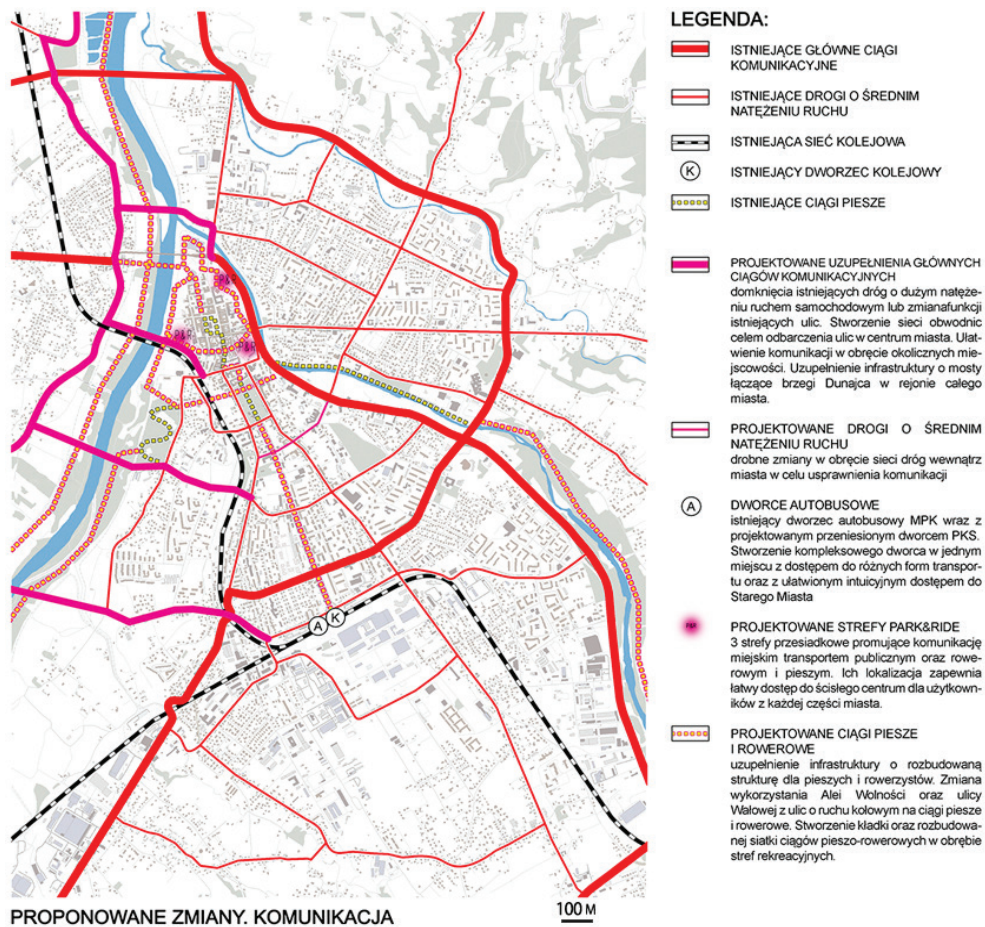 LEGENDA:
ISTNIEJĄCE GŁÓWNE CIĄGI
KOMUNIKACYJNE
ISTNIEJĄCE DROGI O ŚREDNIM
NATĘŻENIU RUCHU
ISTNIEJĄCA SIEĆ KOLEJOWA
K
ISTNIEJĄCY DWORZEC KOLEJOWY
ISTNIEJĄCE CIĄGI PIESZE
PROJEKTOWANE UZUPEŁNIENIA GŁÓWNYCH
CIĄGÓW KOMUNIKACYJNYCH
domknięcia istniejących dróg o dużym natęże-
niu ruchem samochodowym lub zmianafunkcji
istniejących ulic. Stworzenie sieci obwodnic
celem odbarczenia ulic w centrum miasta. Ułat-
wienie komunikacji w obręcie okolicznych mie-
jscowości. Uzupełnienie infrastruktury o mosty
łączące brzegi Dunajca w rejonie całego
miasta.
PROJEKTOWANE DROGI O ŚREDNIM
NATĘŻENIU RUCHU
drobne zmiany w obręcie sieci dróg wewnątrz
miasta w celu usprawnienia komunikacji
A
DWORCE AUTOBUSOWE
istniejący dworzec autobusowy MPK wraz z
projektowanym przeniesionym dworcem PKS.
Stworzenie kompleksowego dworca w jednym
miejscu z dostępem do różnych form transpor-
tu oraz z ułatwionym intuicyjnym dostępem do
Starego Miasta
P&R
PROJEKTOWANE STREFY PARK&RIDE
3 strefy przesiadkowe promujące komunikację
miejskim transportem publicznym oraz rowe-
rowym i pieszym. Ich lokalizacja zapewnia
łatwy dostęp do ścisłego centrum dla użytkown-
ików z każdej części miasta.
PROJEKTOWANE CIĄGI PIESZE
I ROWEROWE
uzupełnienie infrastruktury o rozbudowaną
strukturę dla pieszych i rowerzystów. Zmiana
wykorzystania Alei Wolności oraz ulicy
Wałowej z ulic o ruchu kołowym na ciągi piesze
i rowerowe. Stworzenie kładki oraz rozbudowa-
nej siatki ciągów pieszo-rowerowych w obrębie
stref rekreacyjnych.
P&R
P&R
P&R
A K
PROPONOWANE ZMIANY. KOMUNIKACJA
100 M